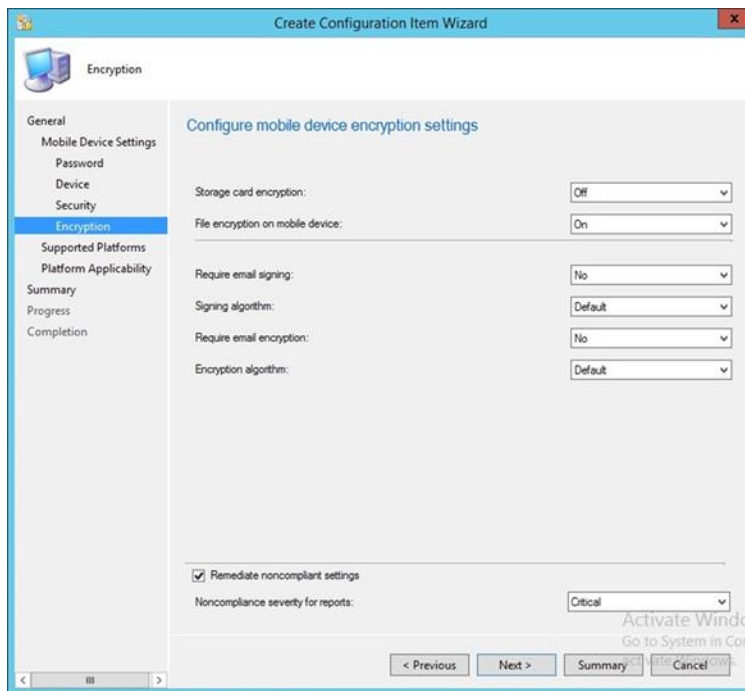 Create Configuration Item Wizard
x
Encryption
General
Mobile Device Settings
Password
Device
Security
Encryption
Supported Platforms
Platform Applicability
Summary
Progress
Completion
Configure mobile device encryption settings
Storage card encryption: Off
File encryption on mobile device: On
Require email signing: No
Signing algorithm: Default
Require email encryption: No
Encryption algorithm: Default
Remediate noncompliant settings
Noncompliance severity for reports: Critical
Activate Windo
Go to System in Con
activate Windows.
< Previous Next > Summary Cancel